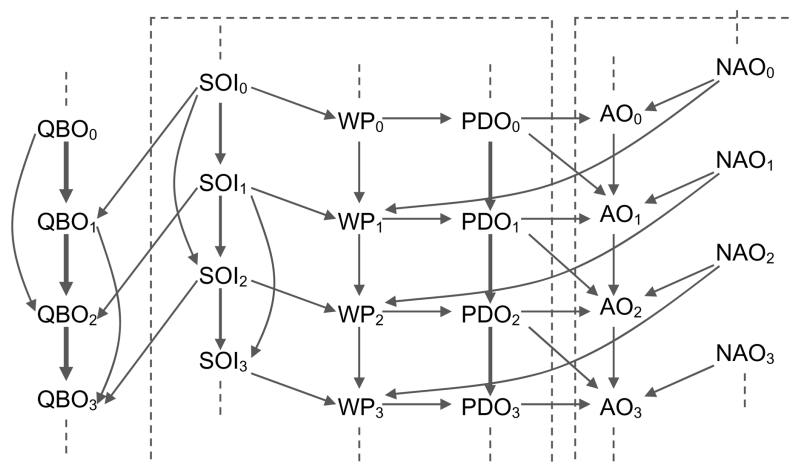 NAO₀
SOI₀
QBO₀ WP₀ PDO₀ AO₀
NAO₁
SOI₁
QBO₁ WP₁ PDO₁ AO₁
NAO₂
SOI₂
QBO₂ WP₂ PDO₂ AO₂
SOI₃ NAO₃
QBO₃ WP₃ PDO₃ AO₃